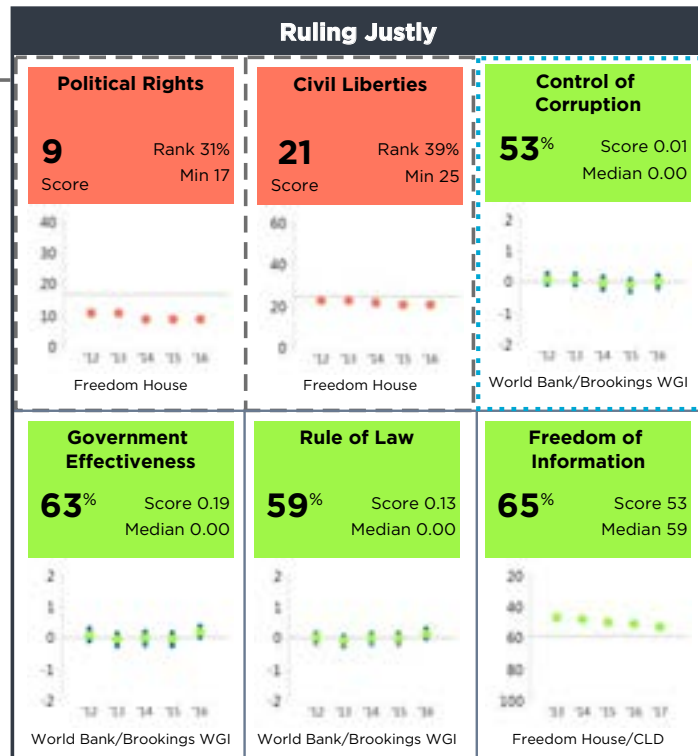 Ruling Justly
Political Rights
9
Score
Rank 31%
Min 17
40
30
20
10
0
'12 '13 '14 '15 '16
Freedom House
Civil Liberties
21
Score
Rank 39%
Min 25
60
40
20
0
'12 '13 '14 '15 '16
Freedom House
Control of
Corruption
53%
Score 0.01
Median 0.00
2
1
0
-1
-2
'12 '13 '14 '15 '16
World Bank/Brookings WGI
Government
Effectiveness
63%
Score 0.19
Median 0.00
2
1
0
-1
-2
'12 '13 '14 '15 '16
World Bank/Brookings WGI
Rule of Law
59%
Score 0.13
Median 0.00
2
1
0
-1
-2
'12 '13 '14 '15 '16
World Bank/Brookings WGI
Freedom of
Information
65%
Score 53
Median 59
20
40
60
80
100
'13 '14 '15 '16 '17
Freedom House/CLD